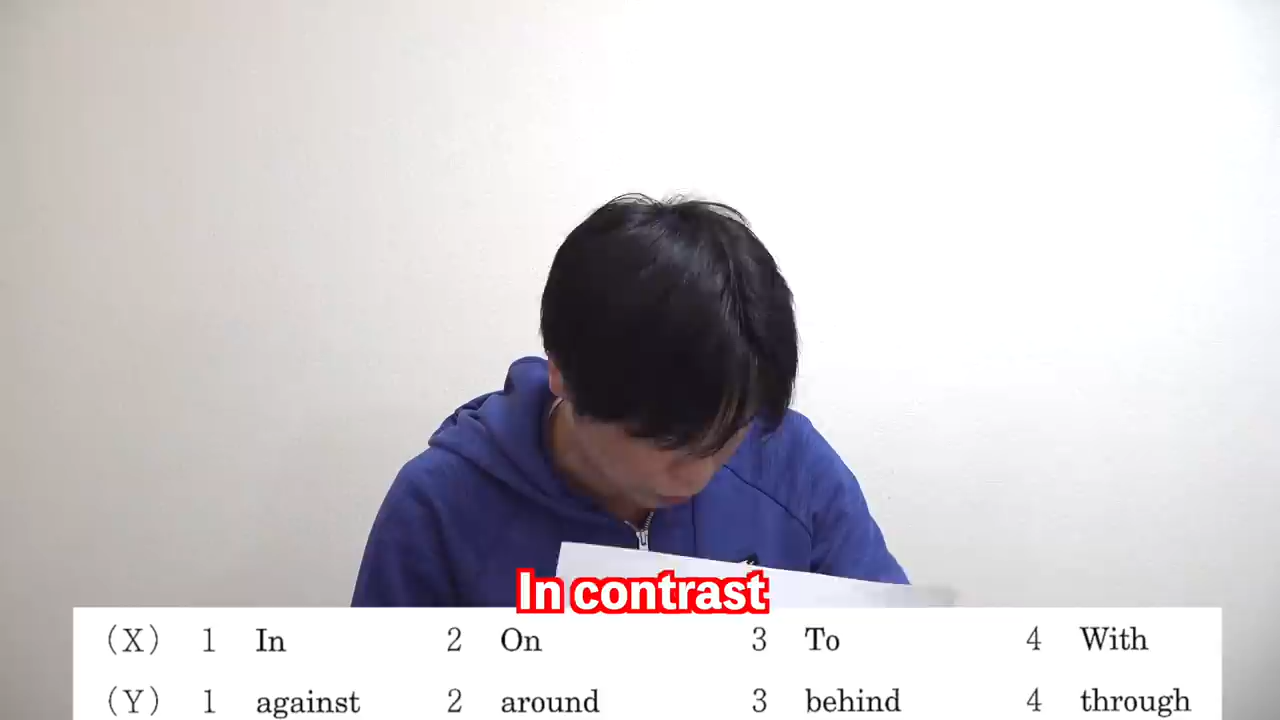 In contrast
(X) 1 In 2 On 3 To 4 With
(Y) 1 against 2 around 3 behind 4 through